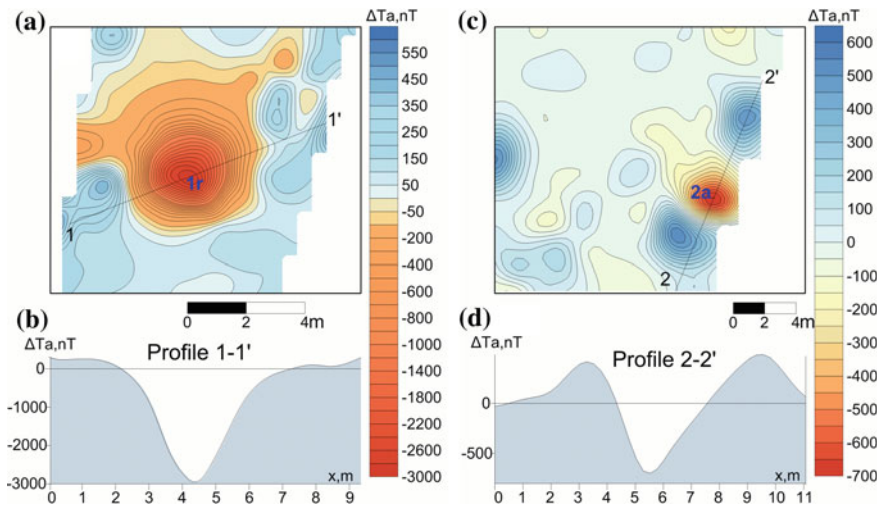 (a)
ΔTa,nT
550
450
350
250
150
50
-50
-200
-400
-600
-800
-1000
-1200
-1400
-1600
-1800
-2000
-2200
-2600
-2800
-3000
1r
1
1'
0 2 4m
(b)
ΔTa,nT
Profile 1-1'
0
-1000
-2000
-3000
x,m
0 1 2 3 4 5 6 7 8 9
(c)
ΔTa,nT
600
500
400
300
200
100
0
-100
-200
-300
-400
-500
-600
-700
2a
2
2'
0 2 4m
(d)
ΔTa,nT
Profile 2-2'
0
-500
x,m
0 1 2 3 4 5 6 7 8 9 10 11